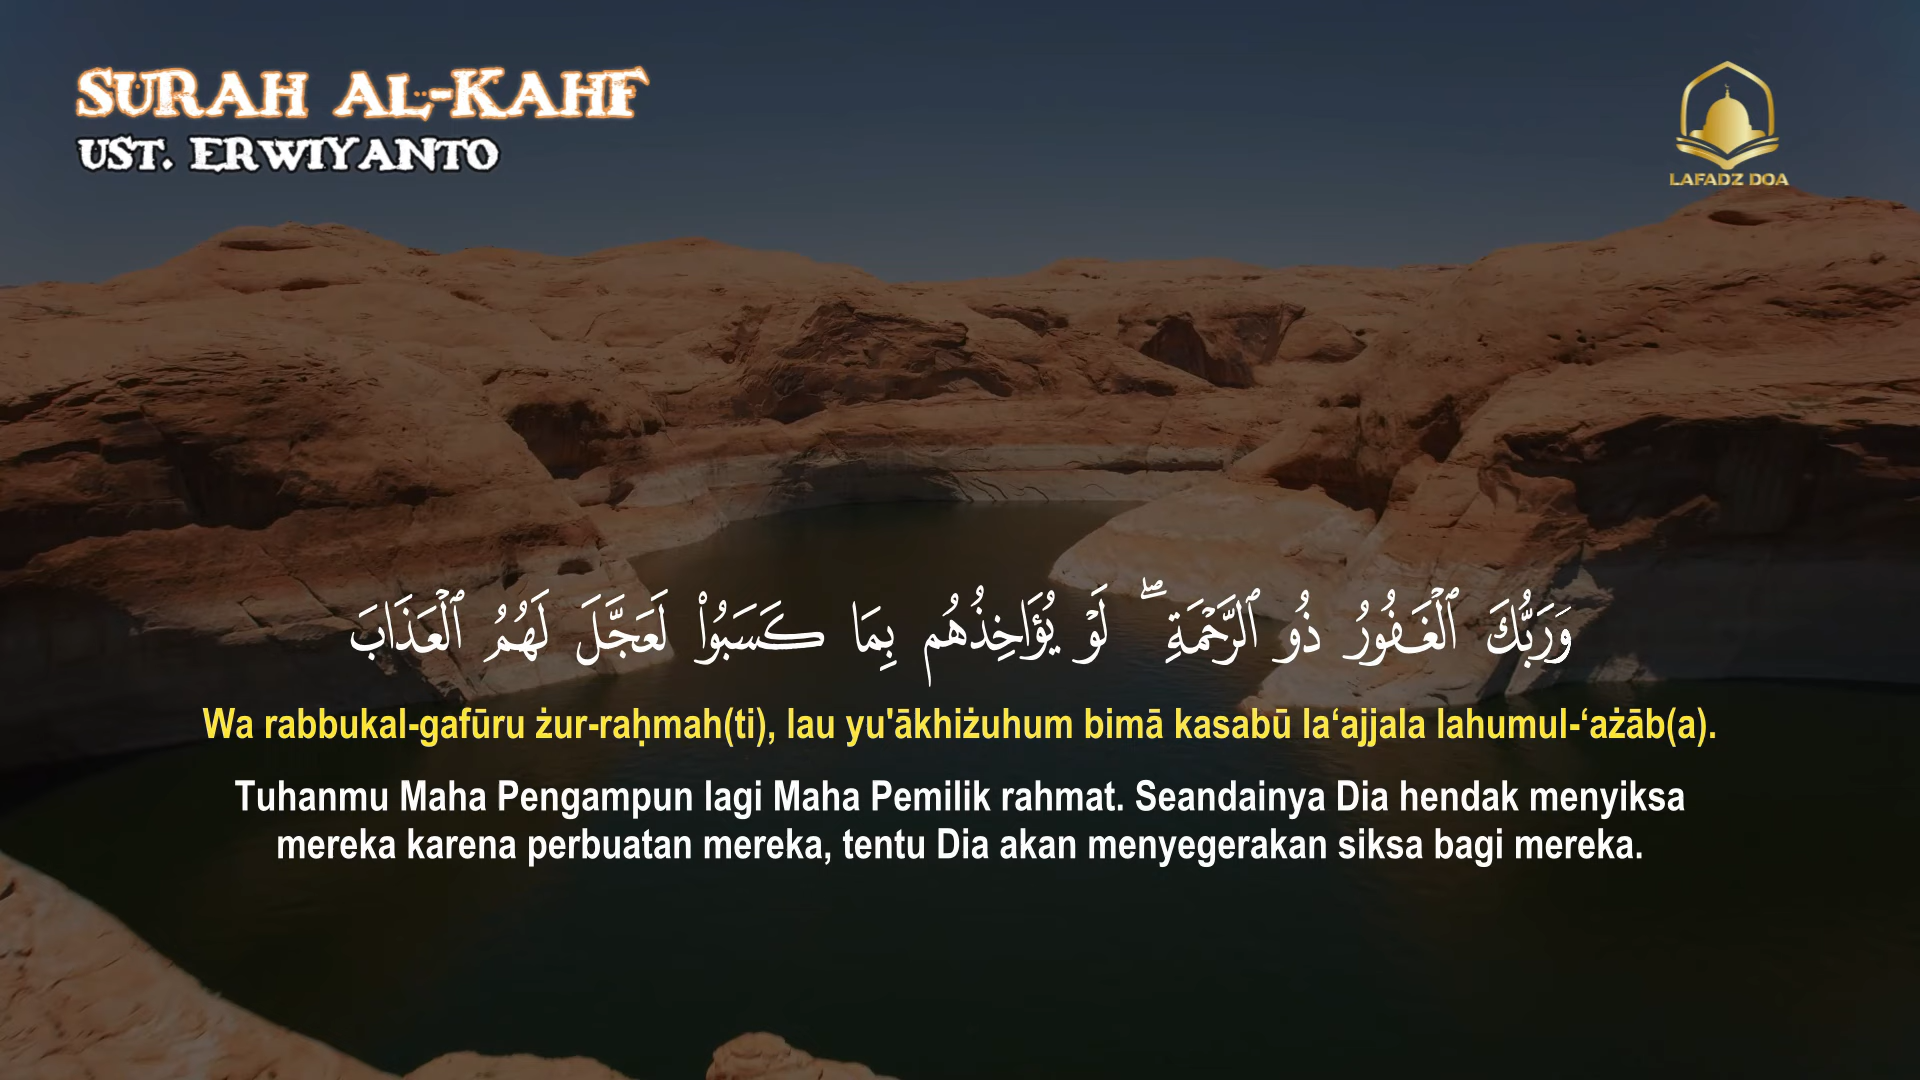 SURAH AL-KAHF
UST. ERWIYANTO
LAFADZ DOA
وَرَبُّكَ ٱلْغَفُورُ ذُو ٱلرَّحْمَةِ ۖ لَوْ يُؤَاخِذُهُم بِمَا كَسَبُوا۟ لَعَجَّلَ لَهُمُ ٱلْعَذَابَ
Wa rabbukal-gafūru żur-raḥmah(ti), lau yu'ākhiżuhum bimā kasabū la‘ajjala lahumul-‘ażāb(a).
Tuhanmu Maha Pengampun lagi Maha Pemilik rahmat. Seandainya Dia hendak menyiksa
mereka karena perbuatan mereka, tentu Dia akan menyegerakan siksa bagi mereka.